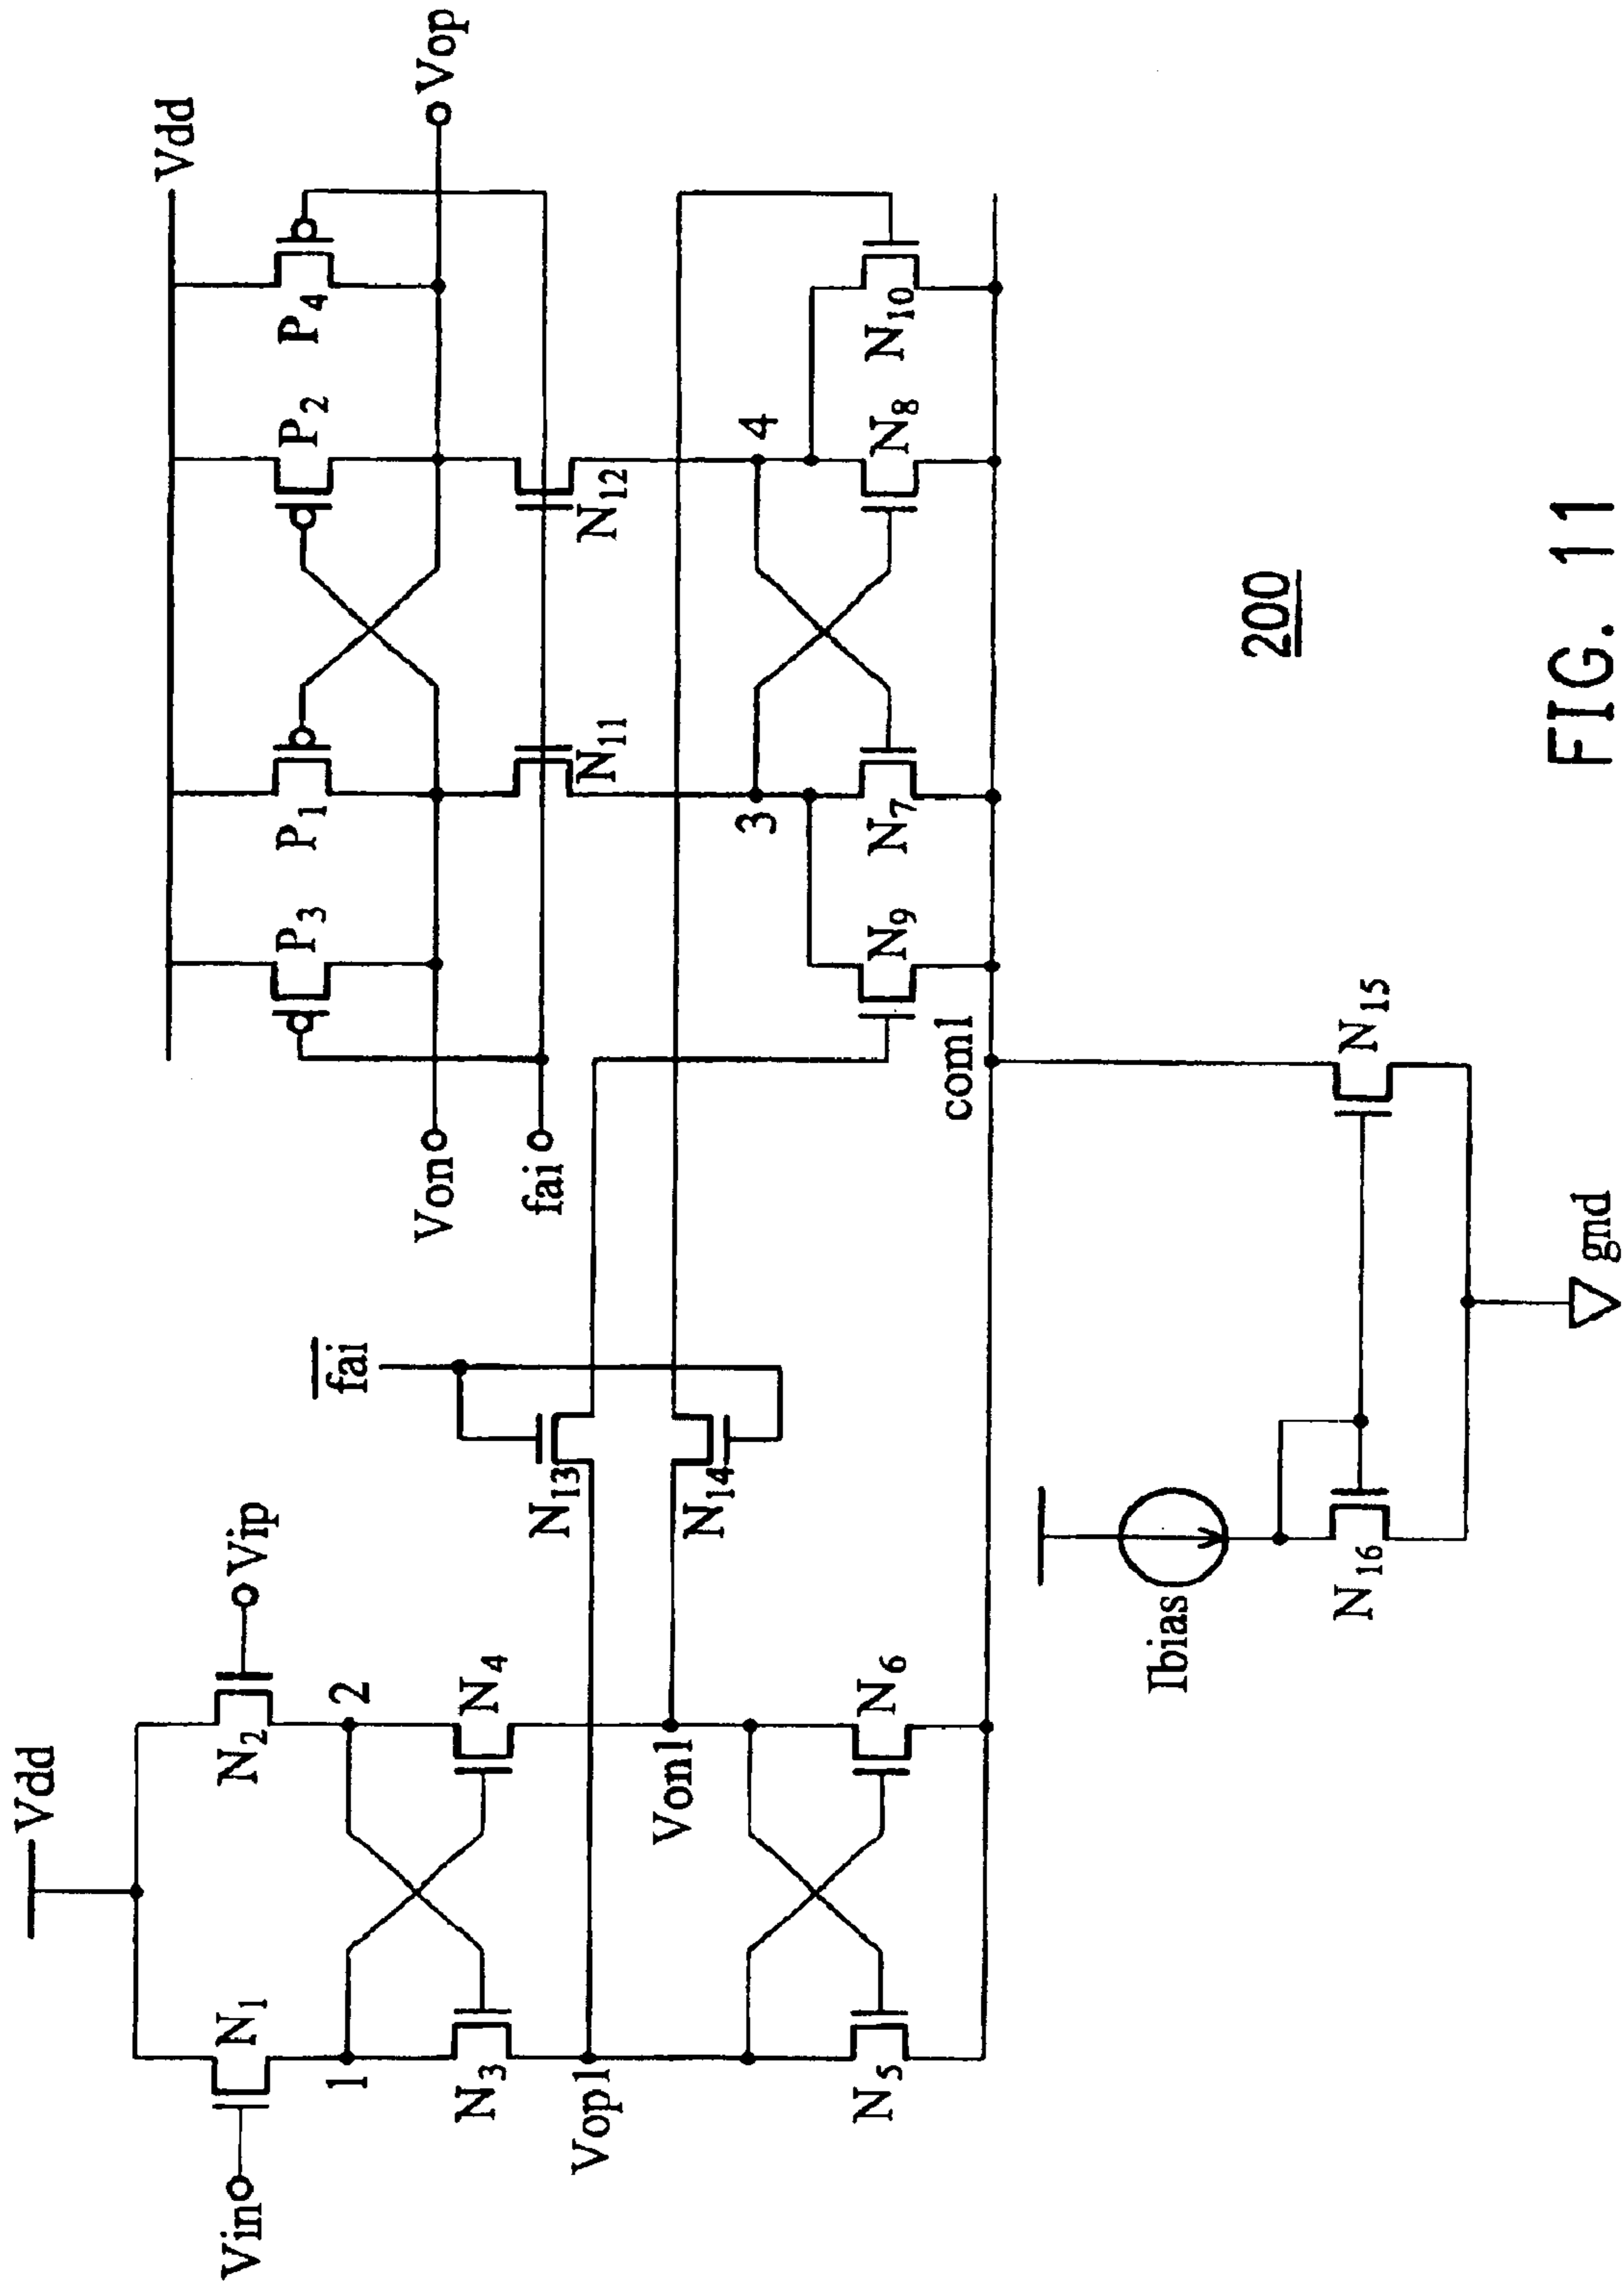 Vdd
Vin
N1
N2
Vip
1
2
N3
N4
Vop1
Von1
N5
N6
fai
N13
N14
Vdd
P3
P1
P2
P4
Von
Vop
fai
N11
N12
3
4
N9
N7
N8
N10
com1
Ibias
N16
N15
gnd
200
FIG. 11